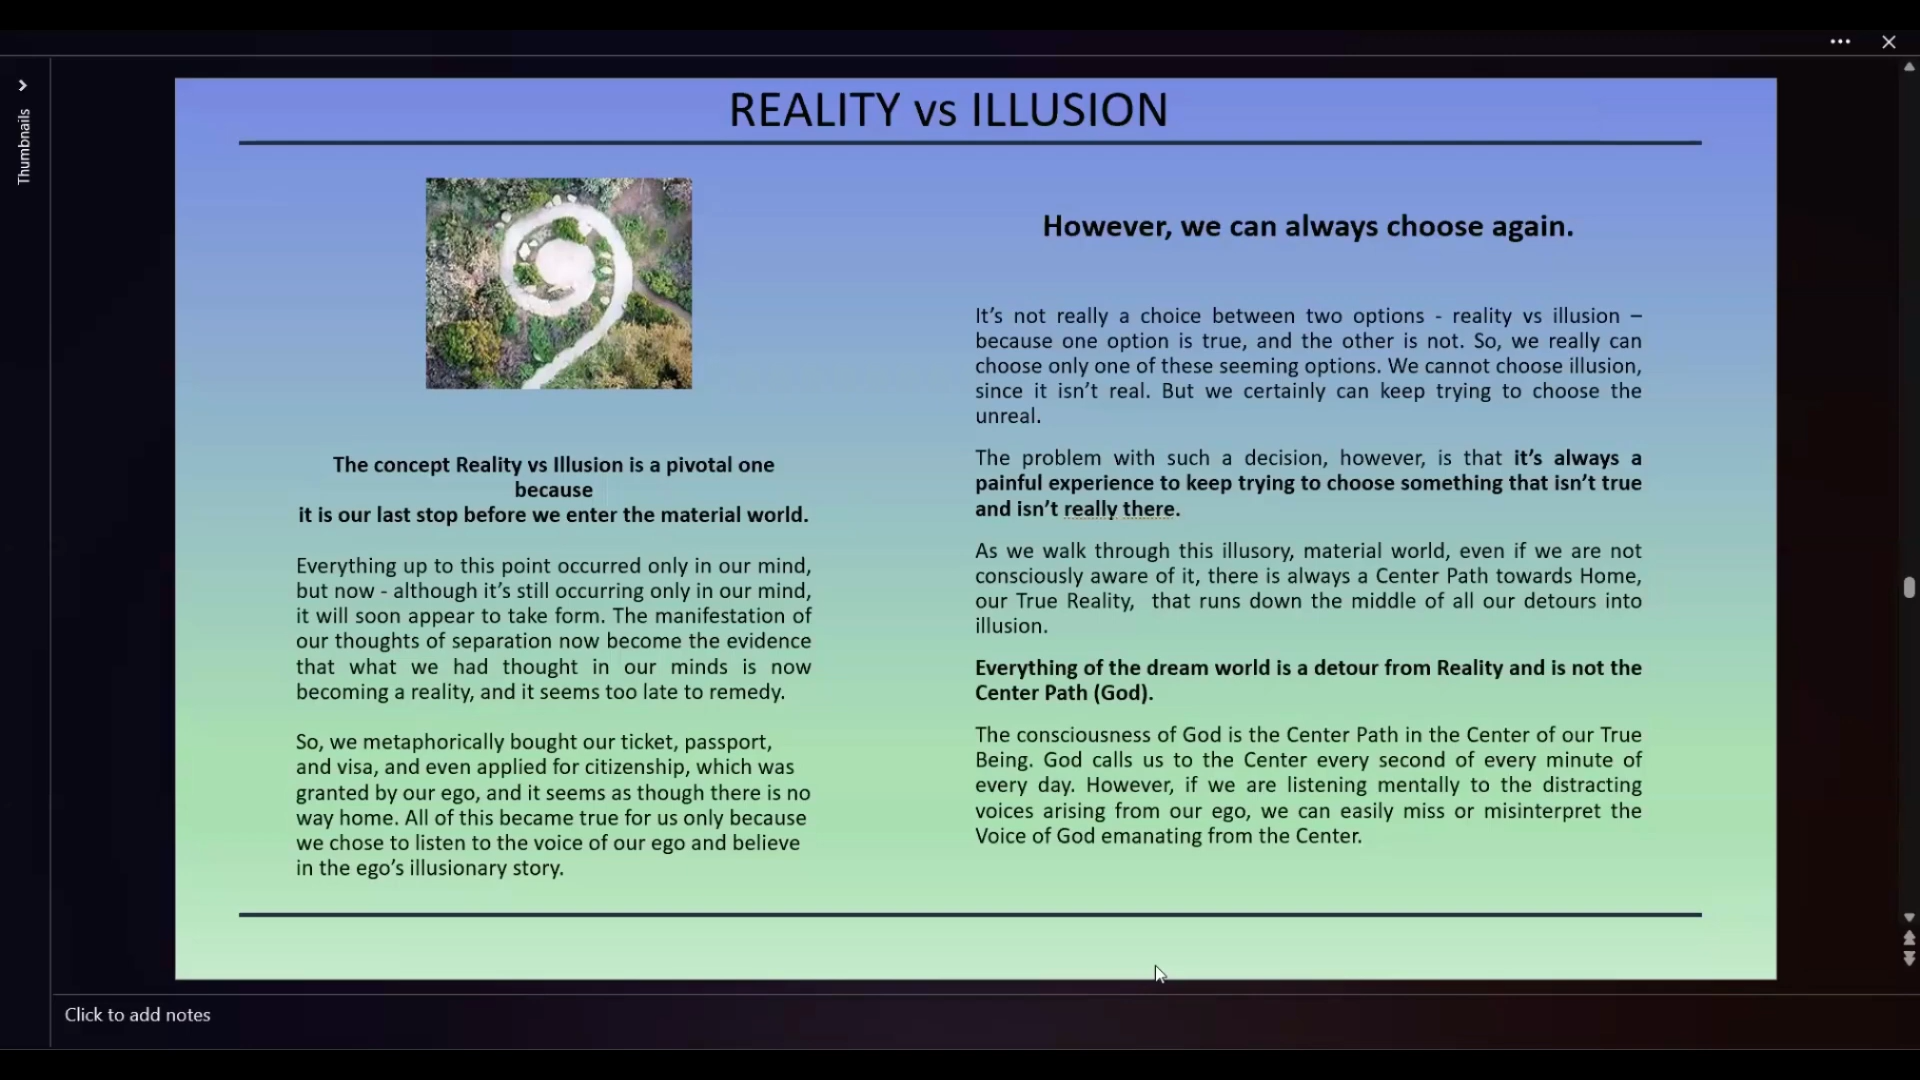 Thumbnails
REALITY vs ILLUSION
The concept Reality vs Illusion is a pivotal one
because
it is our last stop before we enter the material world.
Everything up to this point occurred only in our mind,
but now - although it’s still occurring only in our mind,
it will soon appear to take form. The manifestation of
our thoughts of separation now become the evidence
that what we had thought in our minds is now
becoming a reality, and it seems too late to remedy.
So, we metaphorically bought our ticket, passport,
and visa, and even applied for citizenship, which was
granted by our ego, and it seems as though there is no
way home. All of this became true for us only because
we chose to listen to the voice of our ego and believe
in the ego’s illusionary story.
However, we can always choose again.
It’s not really a choice between two options - reality vs illusion –
because one option is true, and the other is not. So, we really can
choose only one of these seeming options. We cannot choose illusion,
since it isn’t real. But we certainly can keep trying to choose the
unreal.
The problem with such a decision, however, is that it’s always a
painful experience to keep trying to choose something that isn’t true
and isn’t really there.
As we walk through this illusory, material world, even if we are not
consciously aware of it, there is always a Center Path towards Home,
our True Reality, that runs down the middle of all our detours into
illusion.
Everything of the dream world is a detour from Reality and is not the
Center Path (God).
The consciousness of God is the Center Path in the Center of our True
Being. God calls us to the Center every second of every minute of
every day. However, if we are listening mentally to the distracting
voices arising from our ego, we can easily miss or misinterpret the
Voice of God emanating from the Center.
Click to add notes